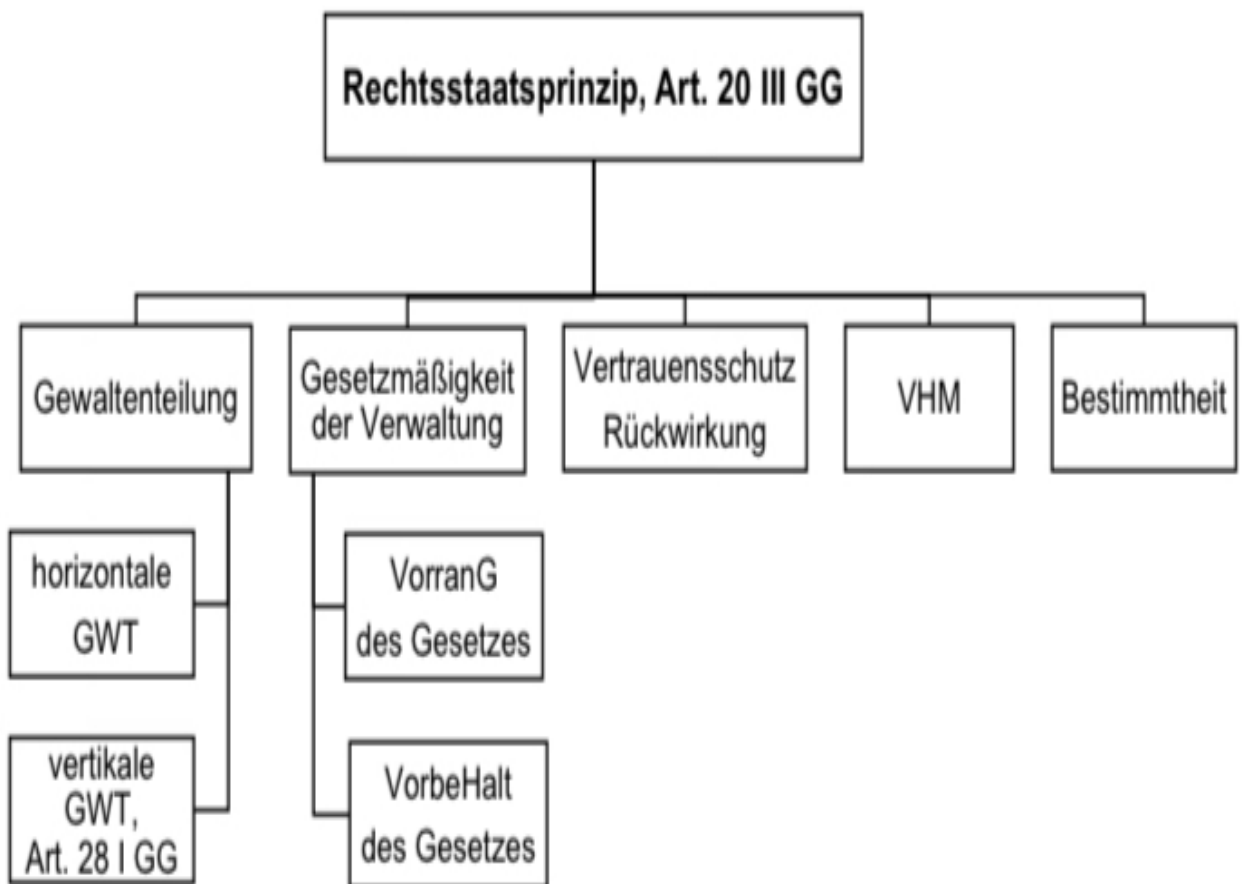 Rechtsstaatsprinzip, Art. 20 III GG
Gewaltenteilung
Gesetzmäßigkeit
der Verwaltung
Vertrauensschutz
Rückwirkung
VHM
Bestimmtheit
horizontale
GWT
VorranG
des Gesetzes
vertikale
GWT,
Art. 28 I GG
VorbeHalt
des Gesetzes